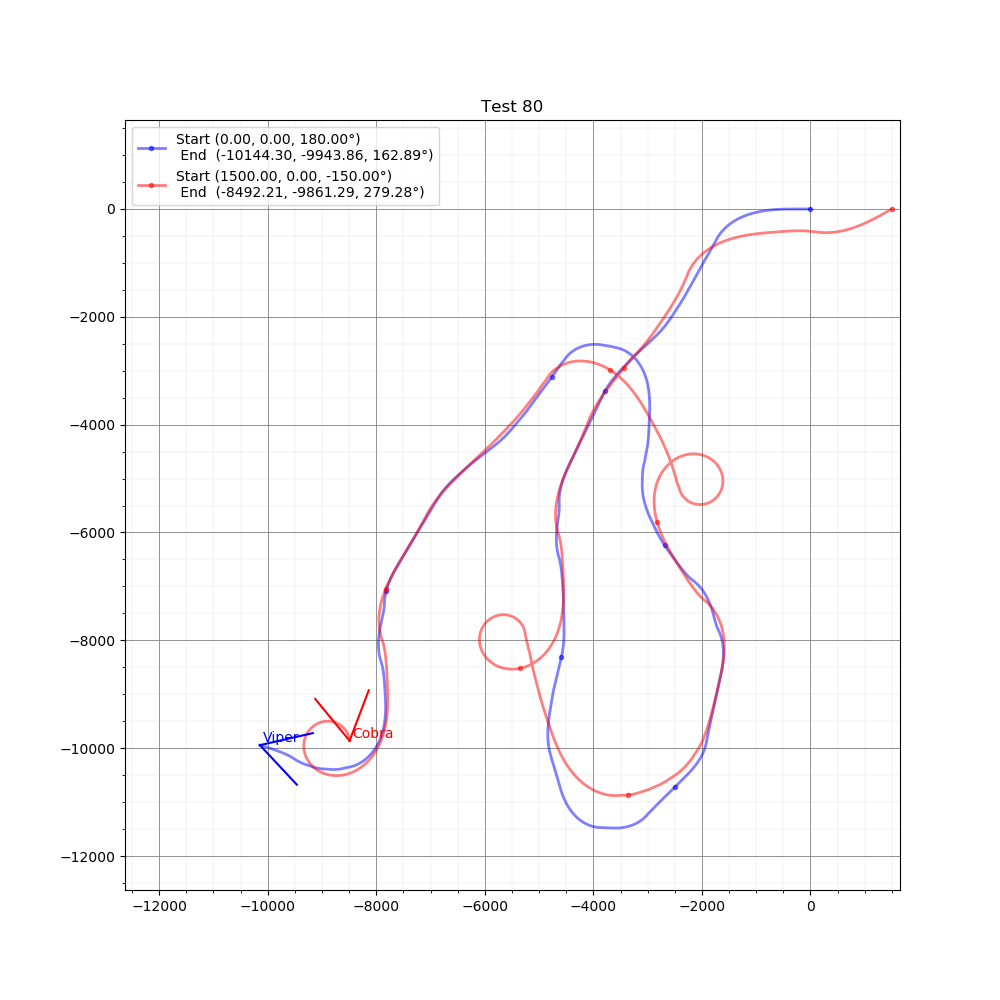 Test 80
Start (0.00, 0.00, 180.00°)
End (-10144.30, -9943.86, 162.89°)
Start (1500.00, 0.00, -150.00°)
End (-8492.21, -9861.29, 279.28°)
0
−2000
−4000
−6000
−8000
−10000
−12000
Viper
Cobra
−12000 −10000 −8000 −6000 −4000 −2000 0